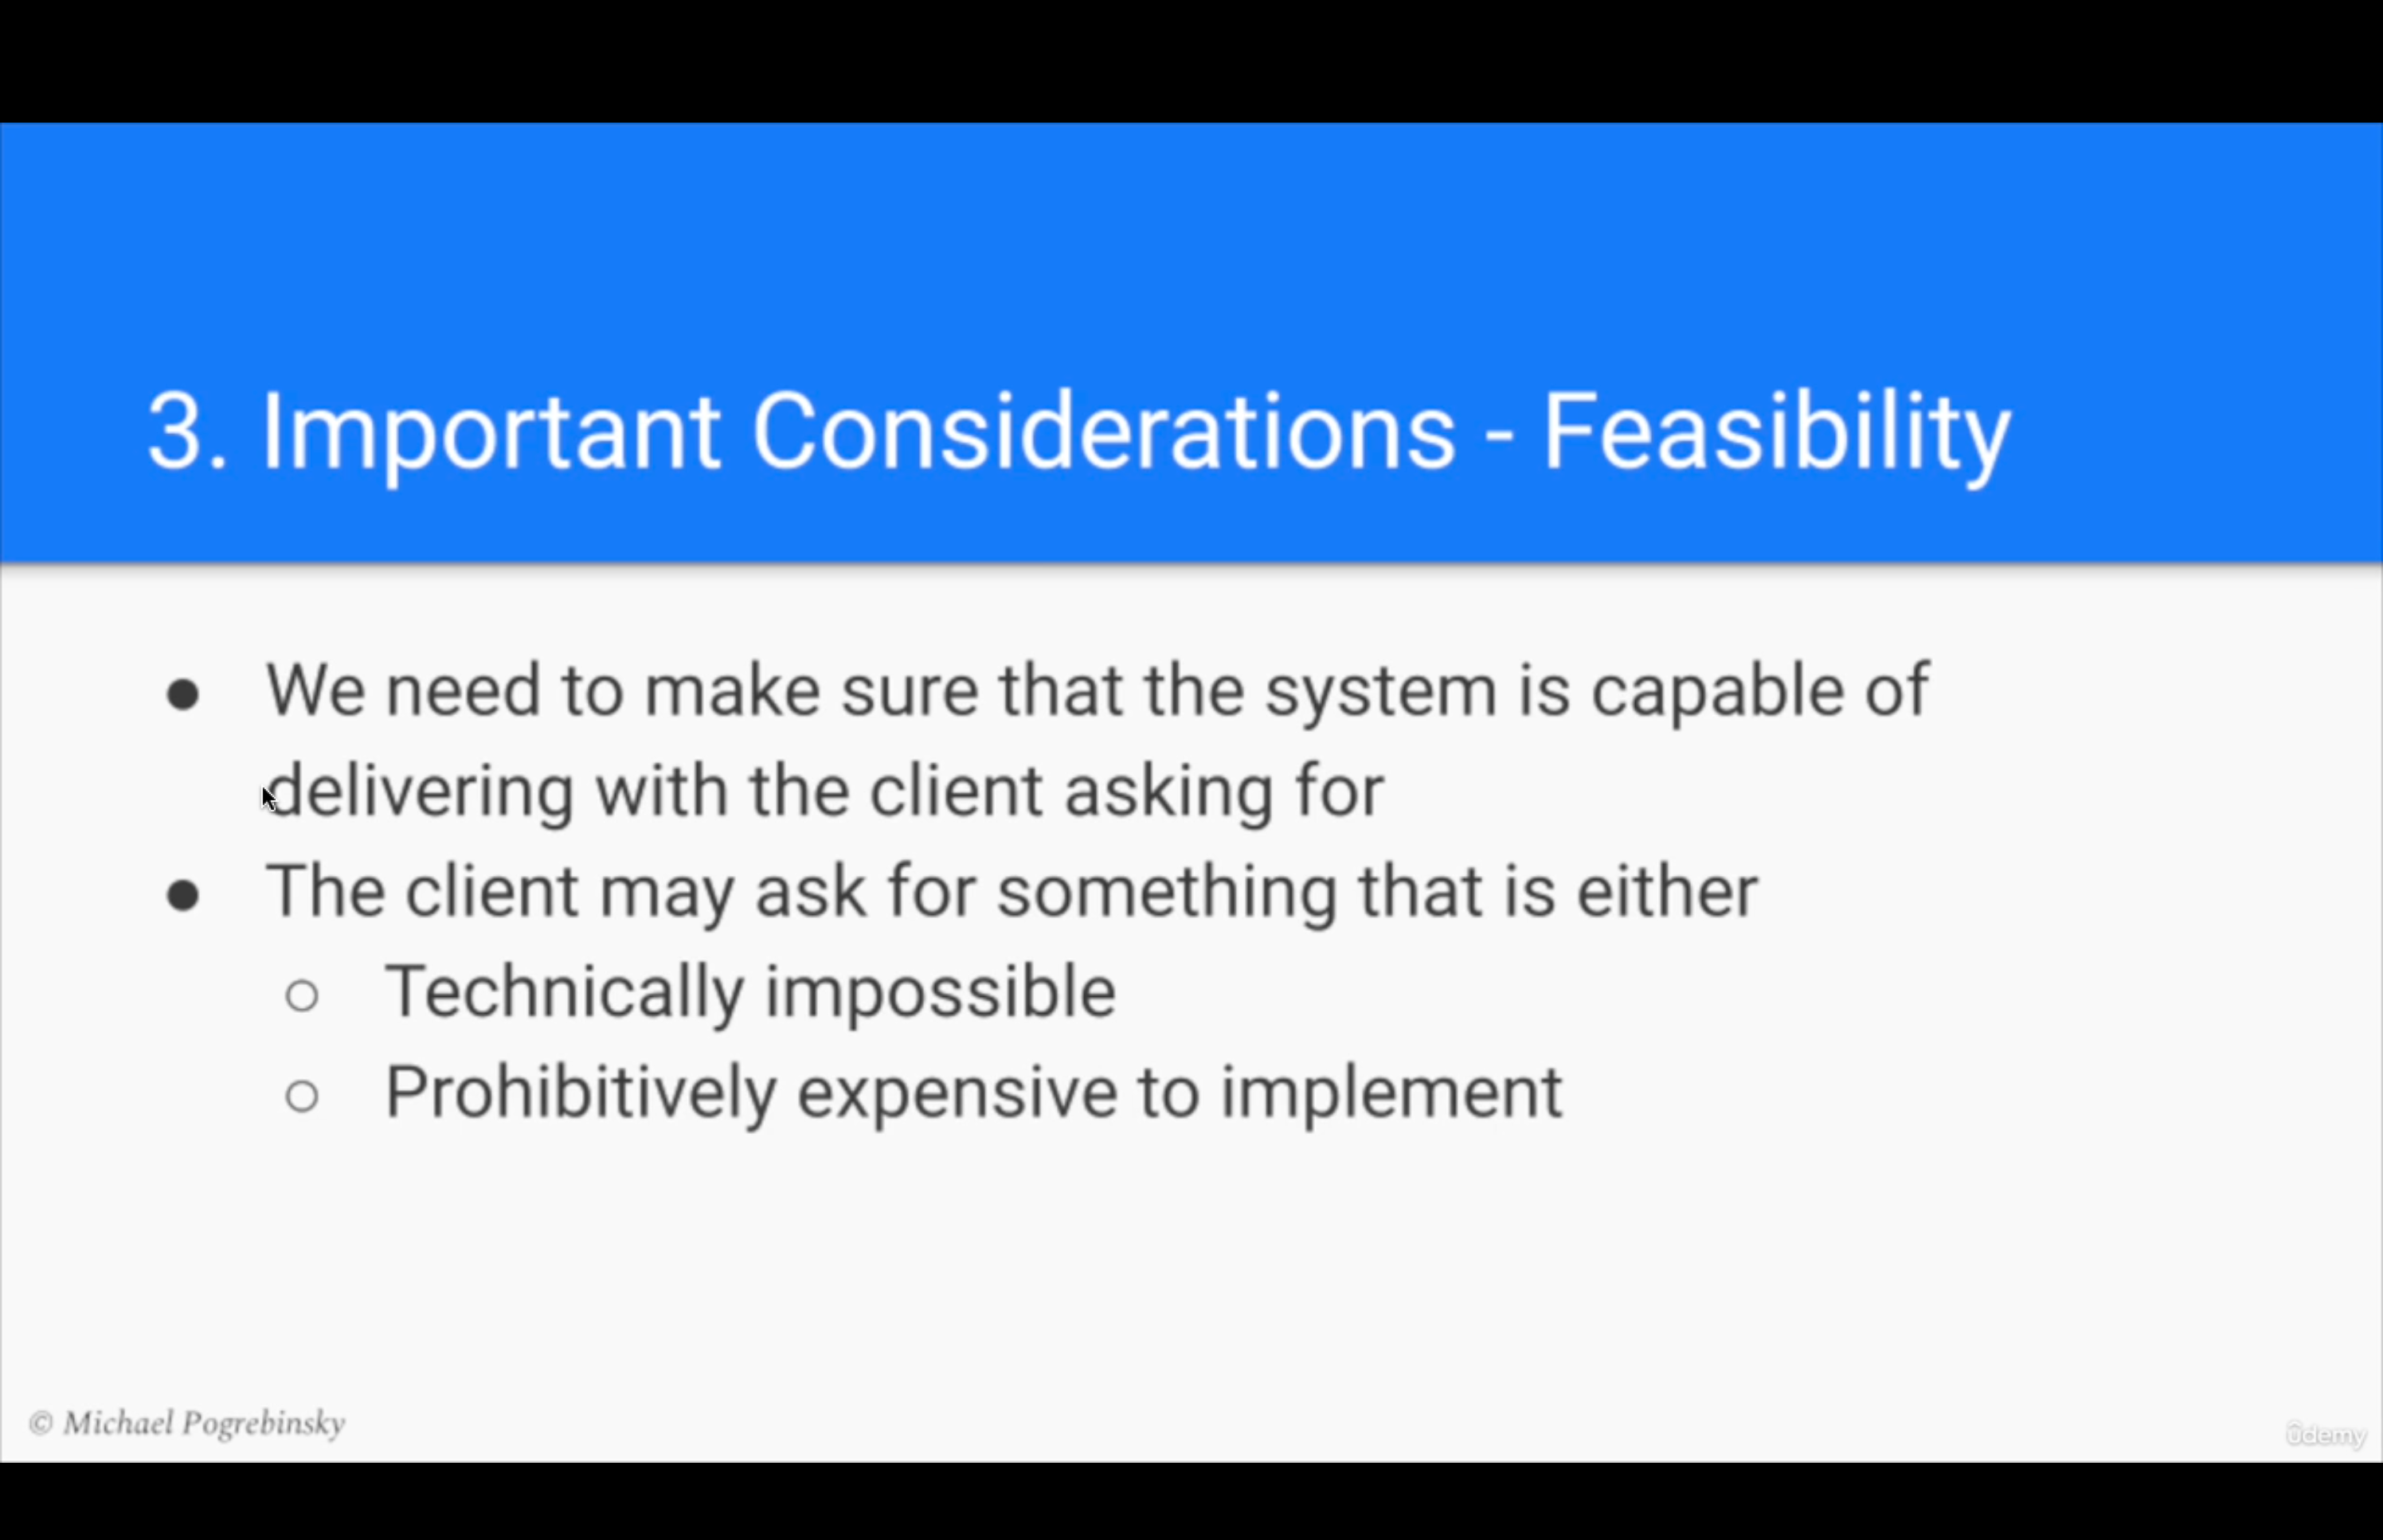 3. Important Considerations - Feasibility
● We need to make sure that the system is capable of
delivering with the client asking for
● The client may ask for something that is either
○ Technically impossible
○ Prohibitively expensive to implement
© Michael Pogrebinsky
ûdemy